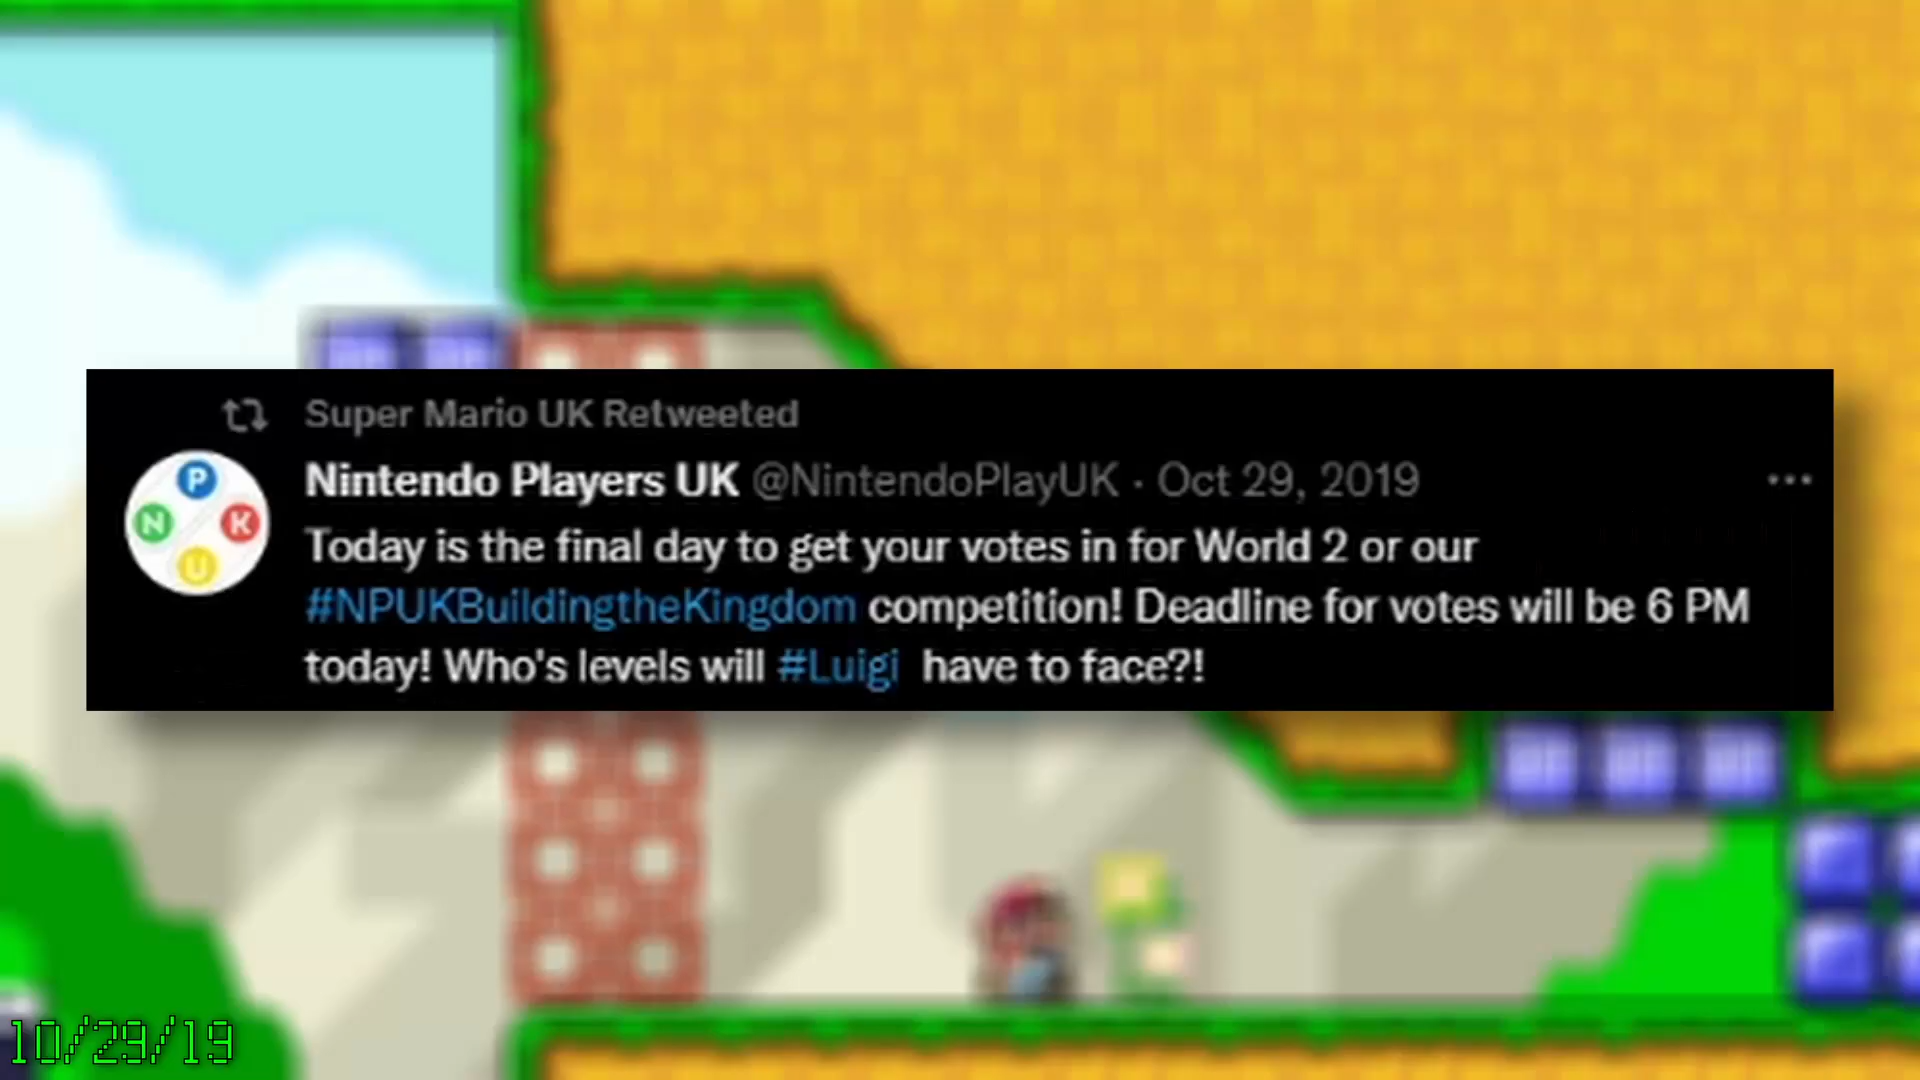 Super Mario UK Retweeted
Nintendo Players UK @NintendoPlayUK · Oct 29, 2019
Today is the final day to get your votes in for World 2 or our
#NPUKBuildingtheKingdom competition! Deadline for votes will be 6 PM
today! Who's levels will #Luigi have to face?!
P
N K
U
10/29/19